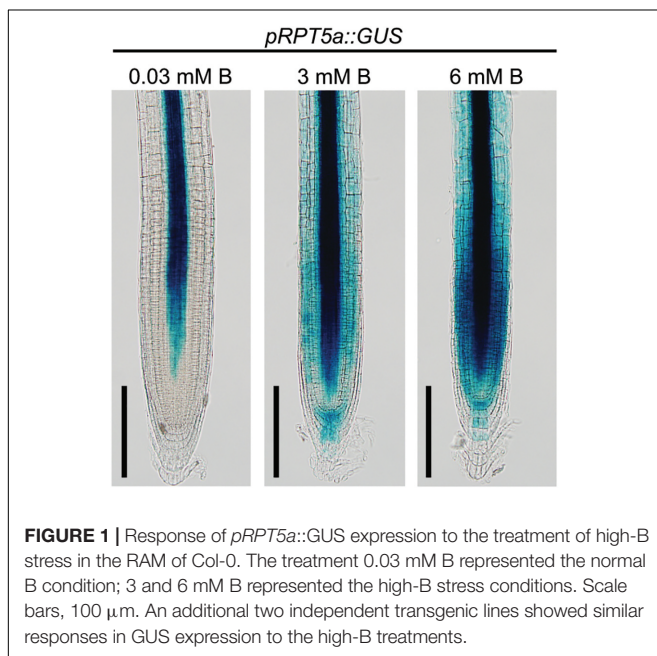 pRPT5a::GUS
0.03 mM B 3 mM B 6 mM B
FIGURE 1 | Response of pRPT5a::GUS expression to the treatment of high-B
stress in the RAM of Col-0. The treatment 0.03 mM B represented the normal
B condition; 3 and 6 mM B represented the high-B stress conditions. Scale
bars, 100 μm. An additional two independent transgenic lines showed similar
responses in GUS expression to the high-B treatments.